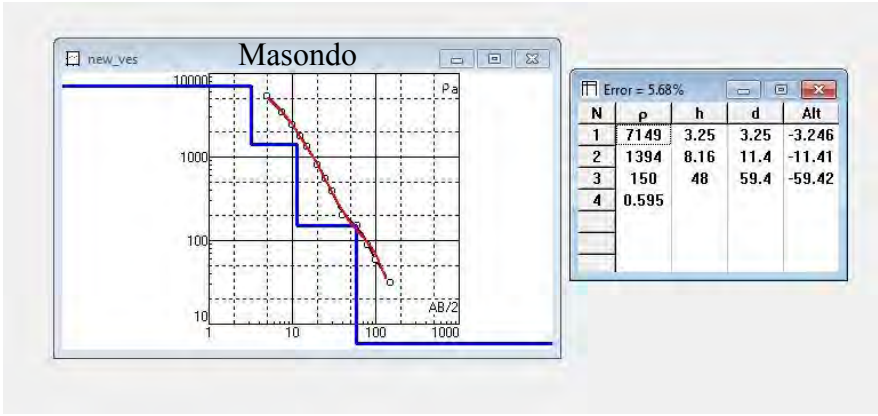 new_ves
Masondo
10000
Pa
1000
100
10
AB/2
1 10 100 1000
Error = 5.68%
N ρ h d Alt
1 7149 3.25 3.25 -3.246
2 1394 8.16 11.4 -11.41
3 150 48 59.4 -59.42
4 0.595